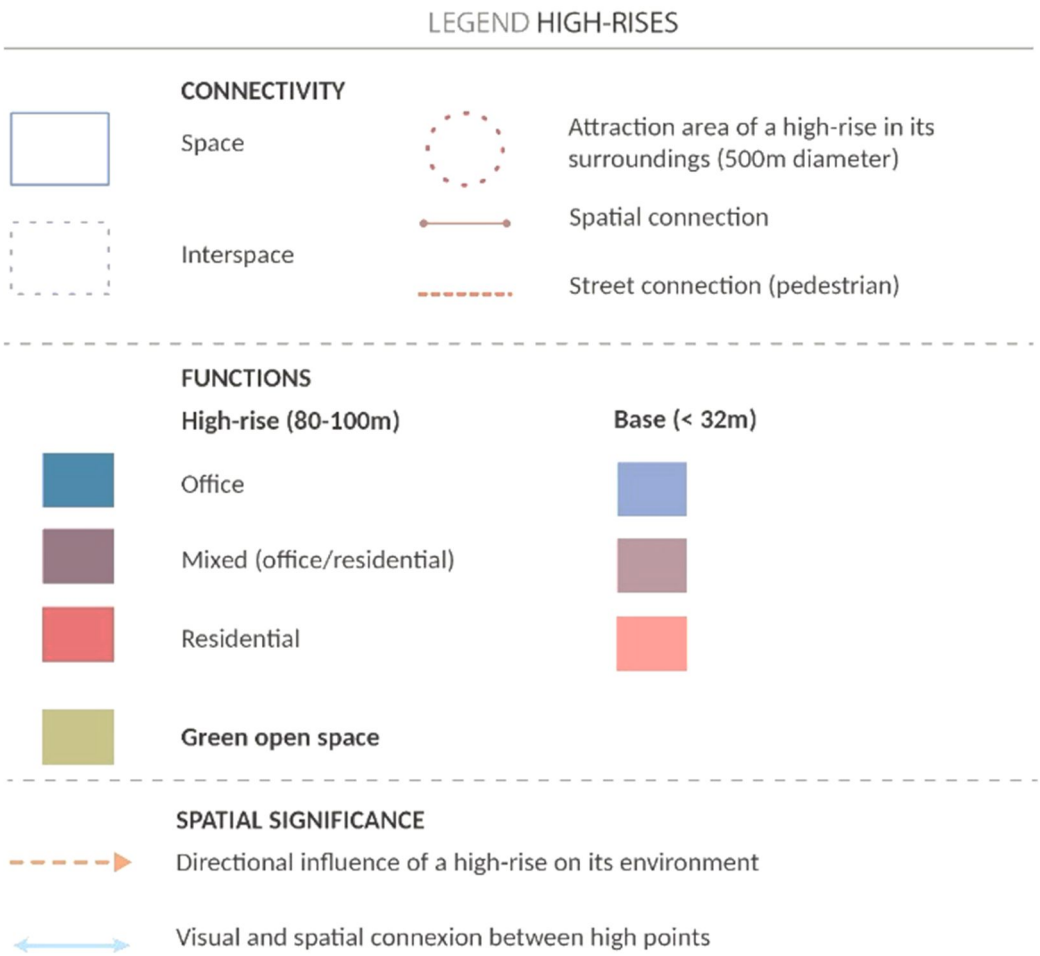 LEGEND HIGH-RISES
CONNECTIVITY
Space
Attraction area of a high-rise in its
surroundings (500m diameter)
Spatial connection
Interspace
Street connection (pedestrian)
FUNCTIONS
High-rise (80-100m)
Base (< 32m)
Office
Mixed (office/residential)
Residential
Green open space
SPATIAL SIGNIFICANCE
Directional influence of a high-rise on its environment
Visual and spatial connexion between high points